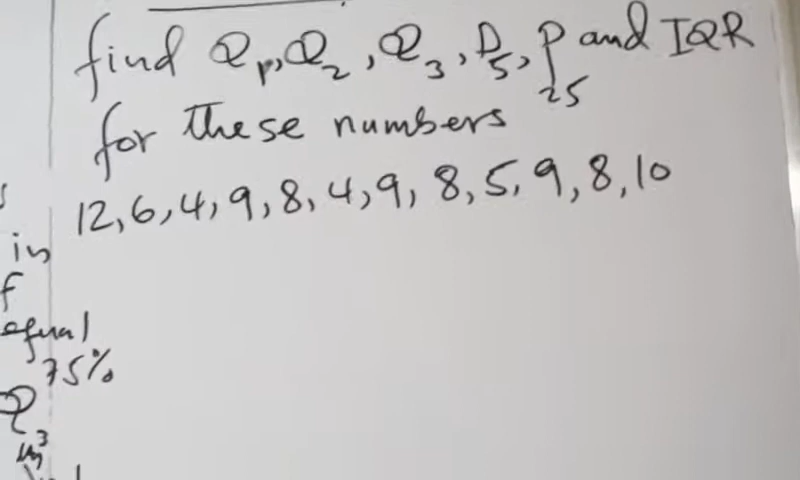 find Q1, Q2, Q3, D5, P25 and IQR
for these numbers
12, 6, 4, 9, 8, 4, 9, 8, 5, 9, 8, 10
in
f
equal
75%
Q3